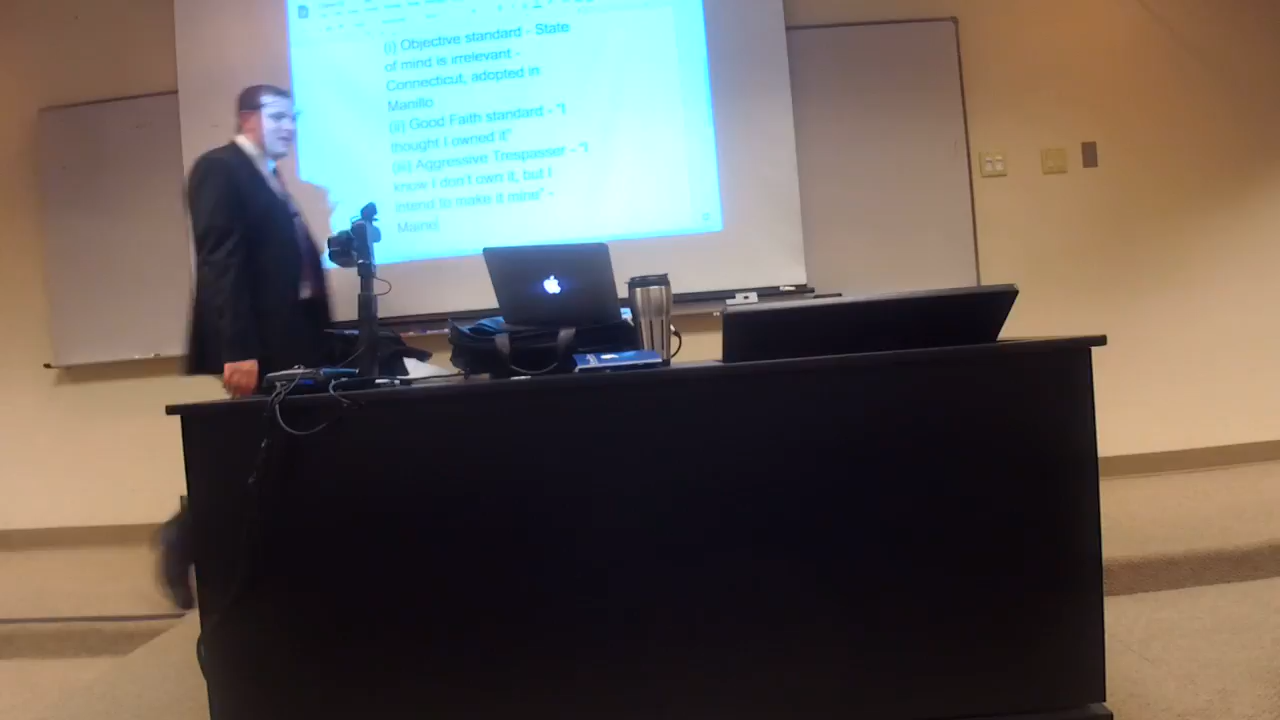 (i) Objective standard - State
of mind is irrelevant -
Connecticut, adopted in
Manillo
(ii) Good Faith standard - "I
thought I owned it"
(iii) Aggressive Trespasser - "I
know I don't own it, but I
intend to make it mine" -
Maine